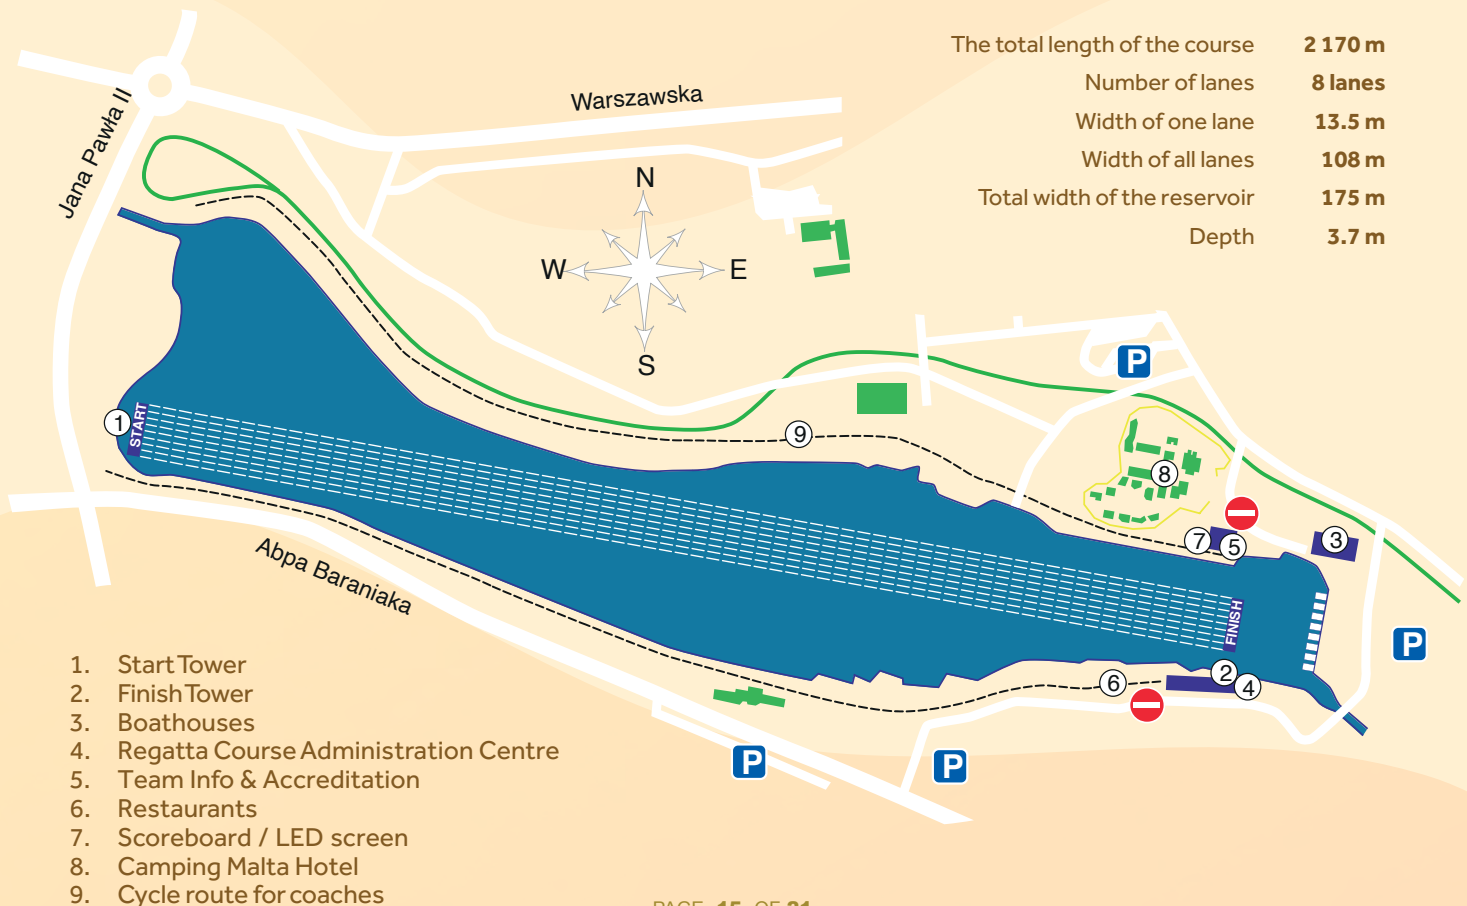 The total length of the course 2 170 m
Number of lanes 8 lanes
Width of one lane 13.5 m
Width of all lanes 108 m
Total width of the reservoir 175 m
Depth 3.7 m
Jana Pawła II
Warszawska
N
W E
S
P
9
1 START
8
7 5 3
Abpa Baraniaka
FINISH
P
2
6 4
P
P
1. Start Tower
2. Finish Tower
3. Boathouses
4. Regatta Course Administration Centre
5. Team Info & Accreditation
6. Restaurants
7. Scoreboard / LED screen
8. Camping Malta Hotel
9. Cycle route for coaches